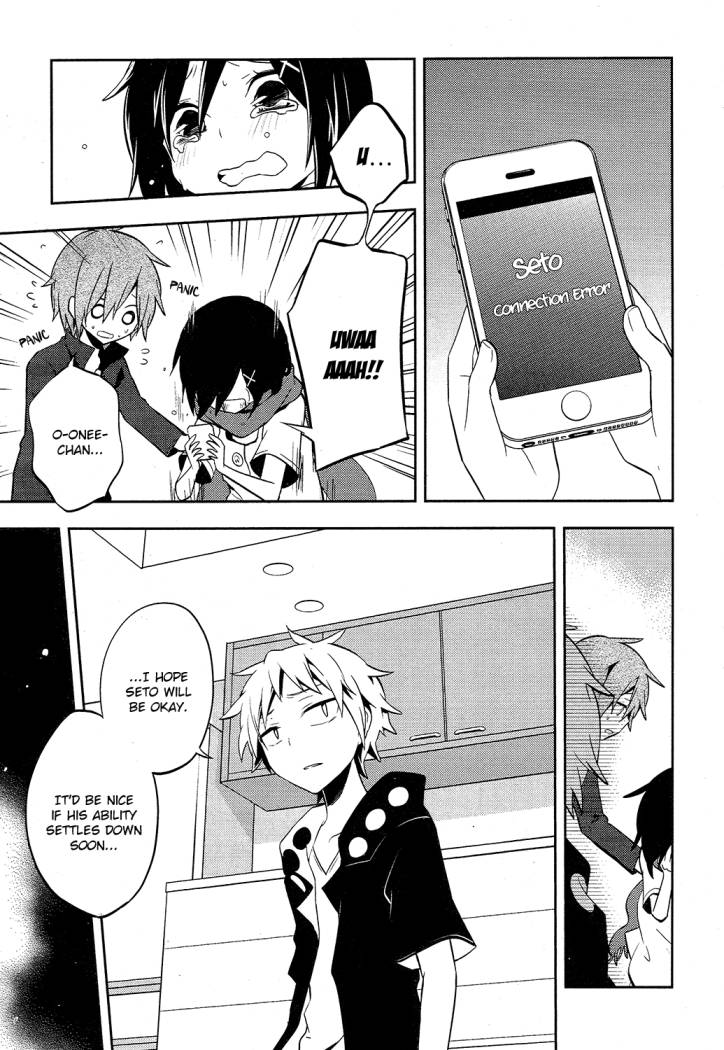 Seto
Connection Error
U...
UWAA
AAAH!!
PANIC
PANIC
O-ONEE-
CHAN...
...I HOPE
SETO WILL
BE OKAY.
IT'D BE NICE
IF HIS ABILITY
SETTLES DOWN
SOON...